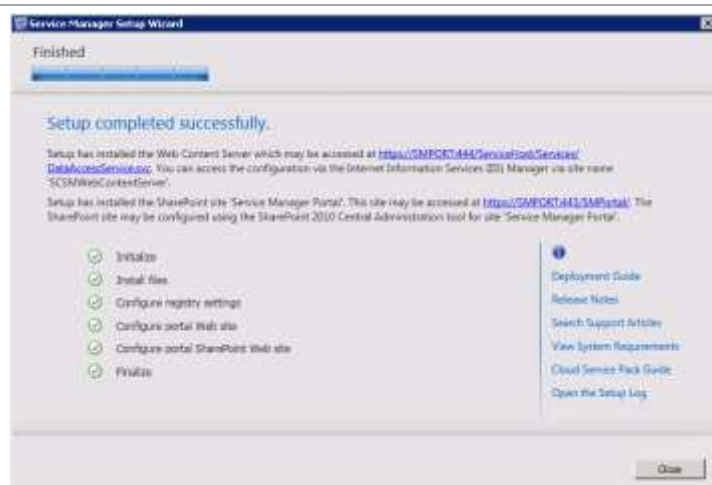 Service Manager Setup Wizard
Finished
Setup completed successfully.
Setup has installed the Web Content Server which may be accessed at https://SMPORT:444/ServiceHost/Services/
DataAccessService.svc. You can access the configuration via the Internet Information Services (IIS) Manager via site name
'SCSMWebContentServer'.
Setup has installed the SharePoint site 'Service Manager Portal'. This site may be accessed at https://SMPORT:443/SMPortal/. The
SharePoint site may be configured using the SharePoint 2010 Central Administration tool for site 'Service Manager Portal'.
Initialize
Install files
Configure registry settings
Configure portal Web site
Configure portal SharePoint Web site
Finalize
Deployment Guide
Release Notes
Search Support Articles
View System Requirements
Cloud Service Pack Guide
Open the Setup Log
Close